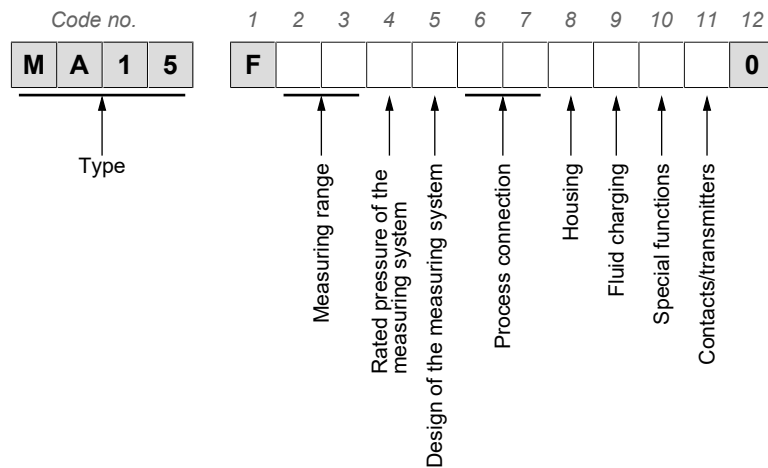 Code no. 1 2 3 4 5 6 7 8 9 10 11 12
M A 1 5 F 0
Type
Measuring range
Rated pressure of the
measuring system
Design of the measuring system
Process connection
Housing
Fluid charging
Special functions
Contacts/transmitters